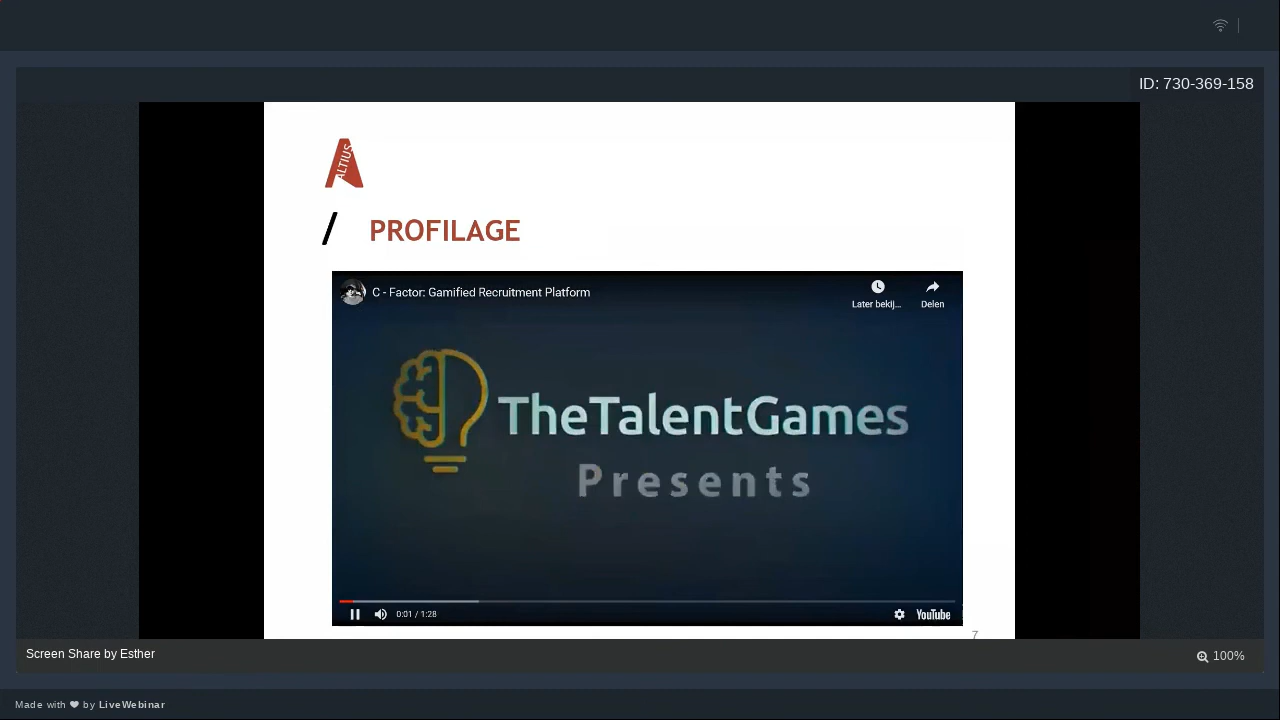 ID: 730-369-158
ALTIUS
/ PROFILAGE
C - Factor: Gamified Recruitment Platform
Later bekij...
Delen
TheTalentGames
Presents
0:01 / 1:28
YouTube
7
Screen Share by Esther
100%
Made with ❤ by LiveWebinar